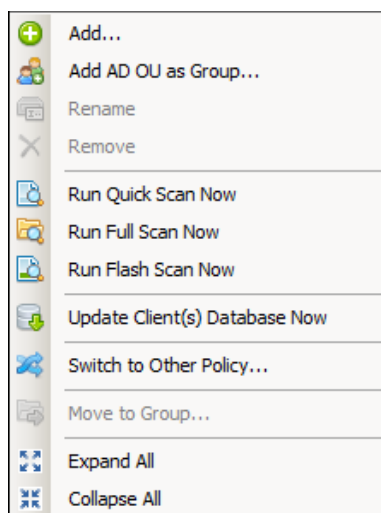 Add...
Add AD OU as Group...
Rename
Remove
Run Quick Scan Now
Run Full Scan Now
Run Flash Scan Now
Update Client(s) Database Now
Switch to Other Policy...
Move to Group...
Expand All
Collapse All